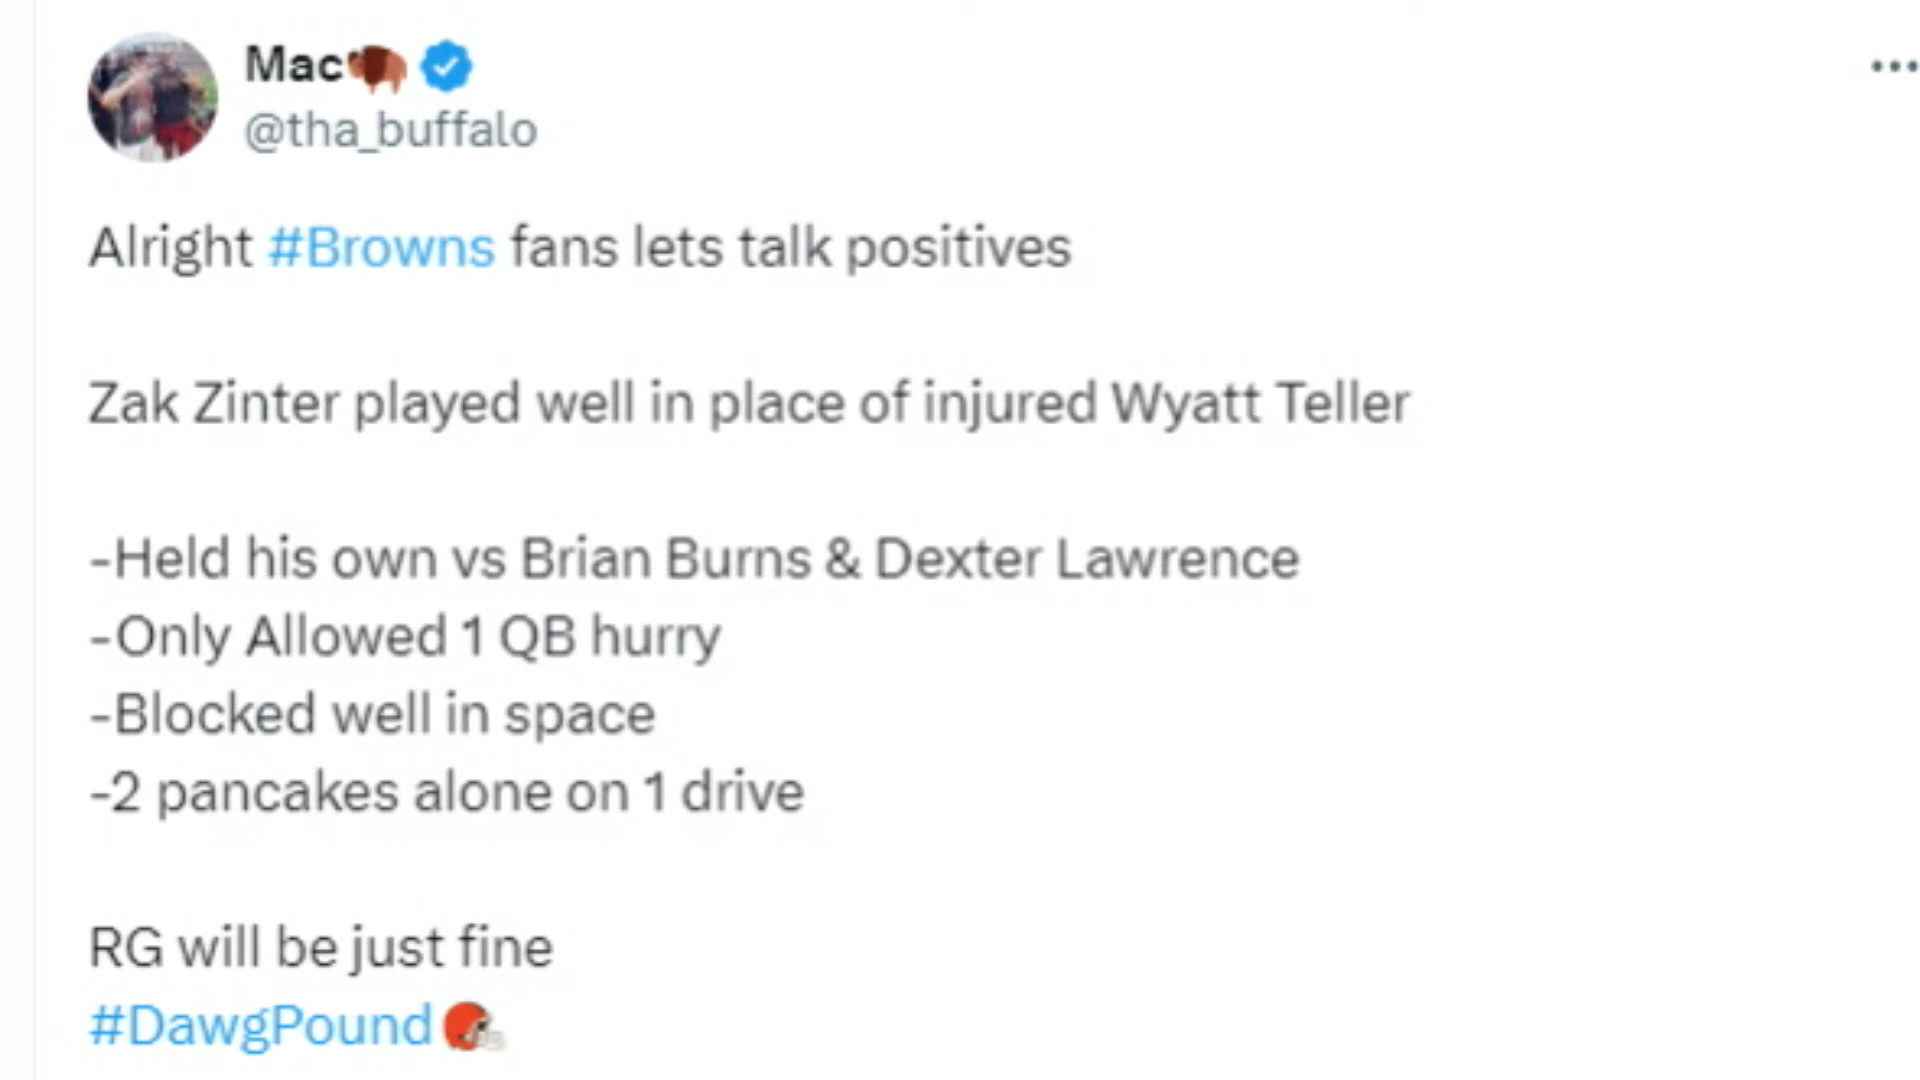 Mac🦬
@tha_buffalo
Alright #Browns fans lets talk positives
Zak Zinter played well in place of injured Wyatt Teller
-Held his own vs Brian Burns & Dexter Lawrence
-Only Allowed 1 QB hurry
-Blocked well in space
-2 pancakes alone on 1 drive
RG will be just fine
#DawgPound